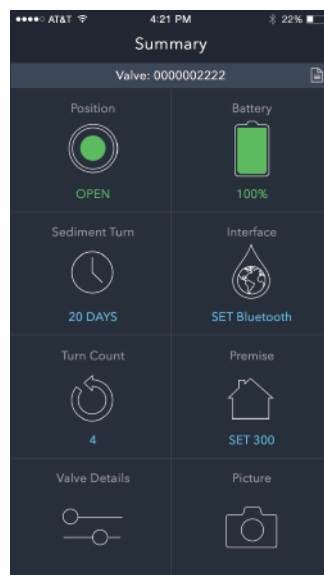 AT&T 4:21 PM 22%
Summary
Valve: 0000002222
Position Battery
OPEN 100%
Sediment Turn Interface
20 DAYS SET Bluetooth
Turn Count Premise
4 SET 300
Valve Details Picture